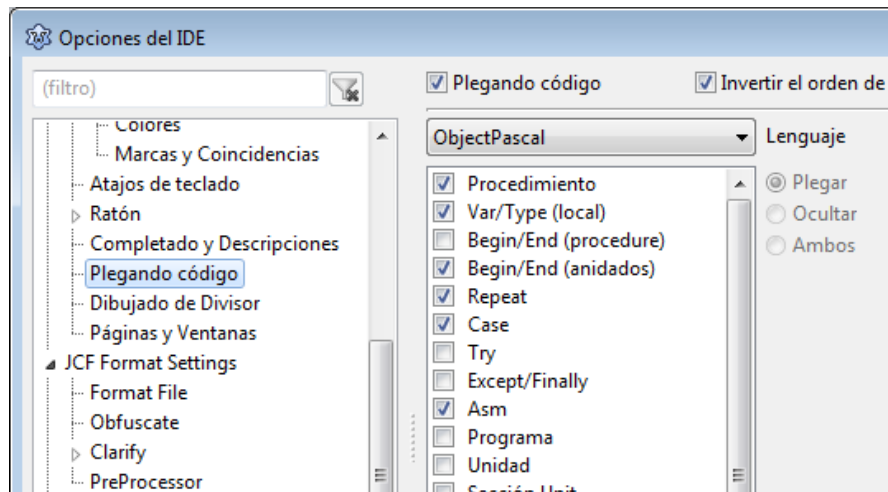 Opciones del IDE
(filtro)
Colores
Marcas y Coincidencias
Atajos de teclado
Ratón
Completado y Descripciones
Plegando código
Dibujado de Divisor
Páginas y Ventanas
JCF Format Settings
Format File
Obfuscate
Clarify
PreProcessor
Plegando código
Invertir el orden de
ObjectPascal
Lenguaje
Procedimiento
Var/Type (local)
Begin/End (procedure)
Begin/End (anidados)
Repeat
Case
Try
Except/Finally
Asm
Programa
Unidad
Sección Unit
Plegar
Ocultar
Ambos